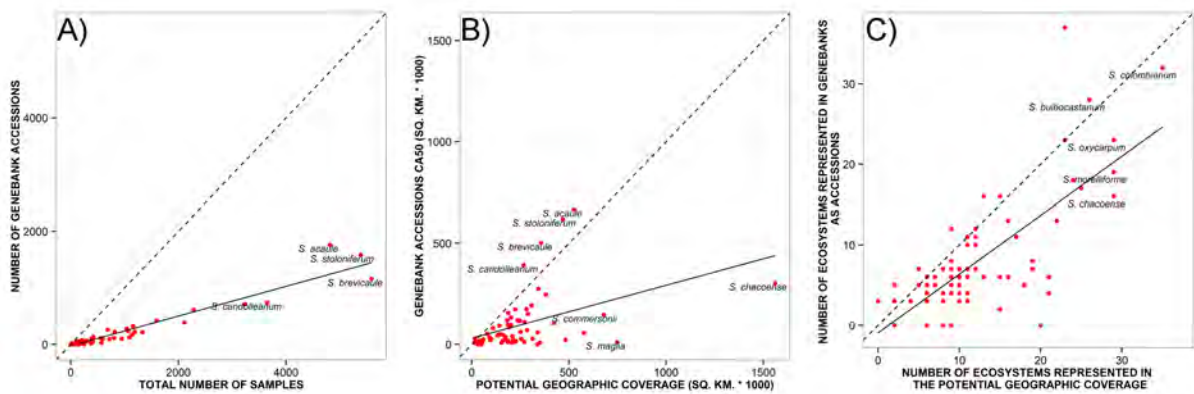 A)
NUMBER OF GENEBANK ACCESSIONS
4000
2000
0
S. acaule
S. stoloniferum
S. brevicaule
S. candolleanum
0
2000
4000
TOTAL NUMBER OF SAMPLES
B)
GENEBANK ACCESSIONS CA50 (SQ. KM. * 1000)
1500
1000
500
0
S. acaule
S. stoloniferum
S. brevicaule
S. candolleanum
S. chacoense
S. commersonii
S. maglia
0
500
1000
1500
POTENTIAL GEOGRAPHIC COVERAGE (SQ. KM. * 1000)
C)
NUMBER OF ECOSYSTEMS REPRESENTED IN GENEBANKS
AS ACCESSIONS
30
20
10
0
S. colombianum
S. bulbocastanum
S. oxycarpum
S. morelliforme
S. chacoense
0
10
20
30
NUMBER OF ECOSYSTEMS REPRESENTED IN
THE POTENTIAL GEOGRAPHIC COVERAGE